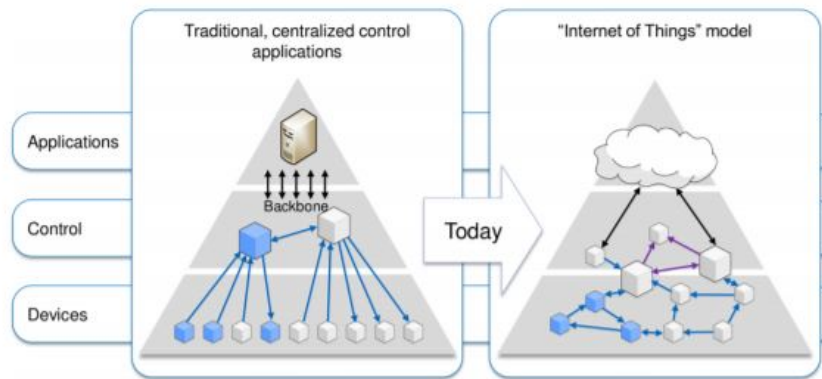 Traditional, centralized control
applications
“Internet of Things” model
Applications
Backbone
Control
Today
Devices